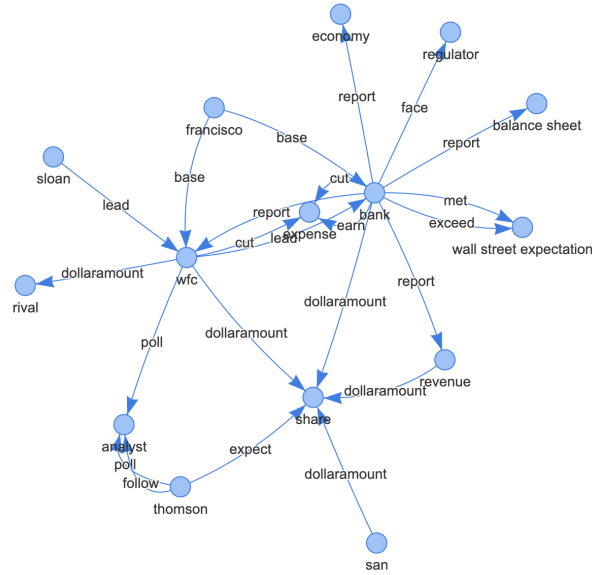 economy
regulator
report
face
francisco
balance sheet
base
report
sloan
cut
base
bank
met
lead
report
expense
earn
exceed
cut
lead
wall street expectation
wfc
dollaramount
rival
dollaramount
report
dollaramount
poll
revenue
dollaramount
share
analyst
expect
poll
follow
dollaramount
thomson
san